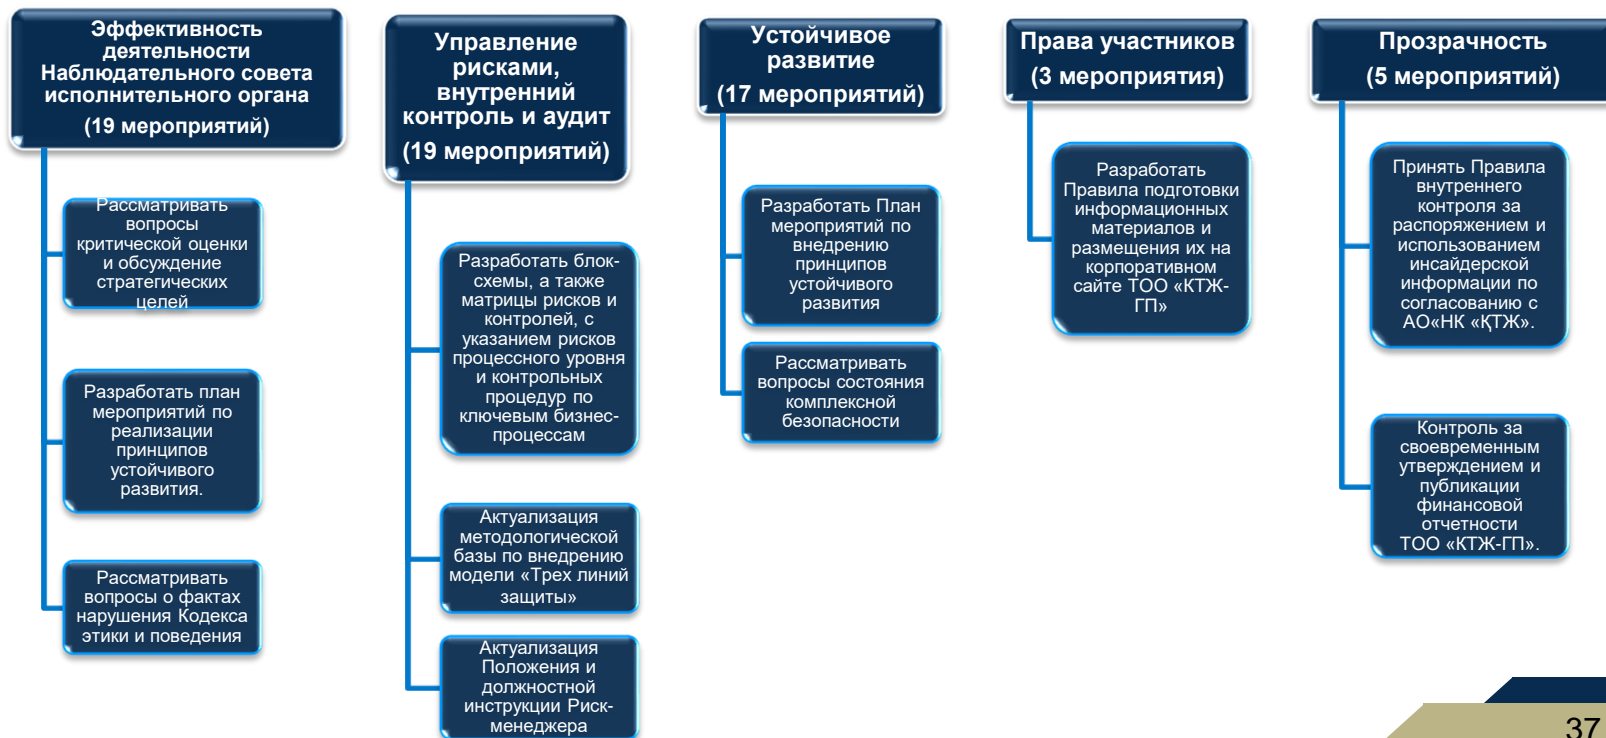 Эффективность
деятельности
Наблюдательного совета
исполнительного органа
(19 мероприятий)
Рассматривать
вопросы
критической оценки
и обсуждение
стратегических
целей
Разработать план
мероприятий по
реализации
принципов
устойчивого
развития.
Рассматривать
вопросы о фактах
нарушения Кодекса
этики и поведения
Управление
рисками,
внутренний
контроль и аудит
(19 мероприятий)
Разработать блок-
схемы, а также
матрицы рисков и
контролей, с
указанием рисков
процессного уровня
и контрольных
процедур по
ключевым бизнес-
процессам
Актуализация
методологической
базы по внедрению
модели «Трех линий
защиты»
Актуализация
Положения и
должностной
инструкции Риск-
менеджера
Устойчивое
развитие
(17 мероприятий)
Разработать План
мероприятий по
внедрению
принципов
устойчивого
развития
Рассматривать
вопросы состояния
комплексной
безопасности
Права участников
(3 мероприятия)
Разработать
Правила подготовки
информационных
материалов и
размещения их на
корпоративном
сайте ТОО «КТЖ-
ГП»
Прозрачность
(5 мероприятий)
Принять Правила
внутреннего
контроля за
распоряжением и
использованием
инсайдерской
информации по
согласованию с
АО«НК «ҚТЖ».
Контроль за
своевременным
утверждением и
публикации
финансовой
отчетности
ТОО «КТЖ-ГП».
37